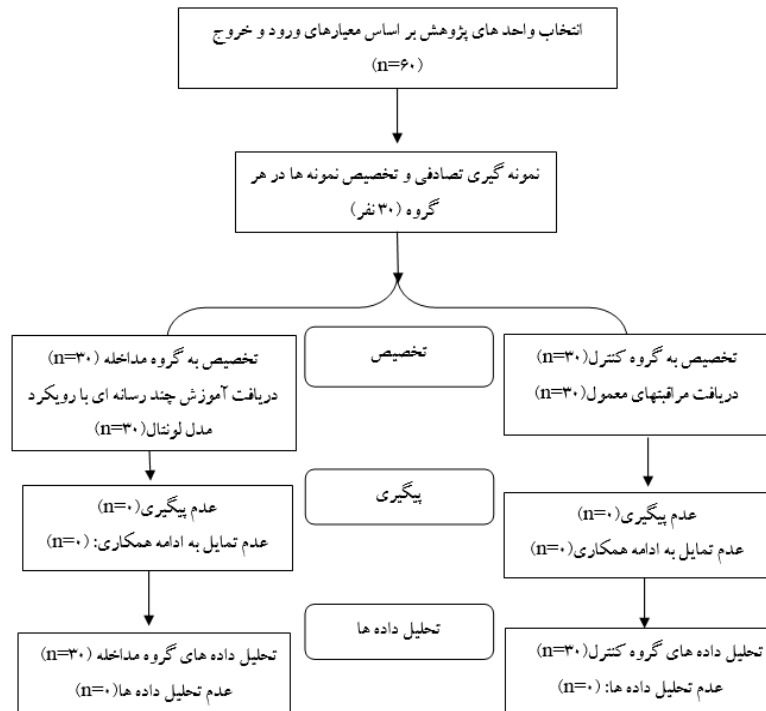 انتخاب واحد های پژوهش بر اساس معیارهای ورود و خروج
(n=۶۰)
نمونه گیری تصادفی و تخصیص نمونه ها در هر
گروه (۳۰ نفر)
تخصیص
تخصیص به گروه کنترل(n=۳۰)
دریافت مراقبتهای معمول(n=۳۰)
تخصیص به گروه مداخله (n=۳۰)
دریافت آموزش چند رسانه ای با رویکرد
مدل لونتال(n=۳۰)
پیگیری
عدم پیگیری(n=۰)
عدم تمایل به ادامه همکاری(n=۰)
عدم پیگیری(n=۰)
عدم تمایل به ادامه همکاری: (n=۰)
تحلیل داده ها
تحلیل داده های گروه کنترل(n=۳۰)
عدم تحلیل داده ها: (n=۰)
تحلیل داده های گروه مداخله (n=۳۰)
عدم تحلیل داده ها(n=۰)